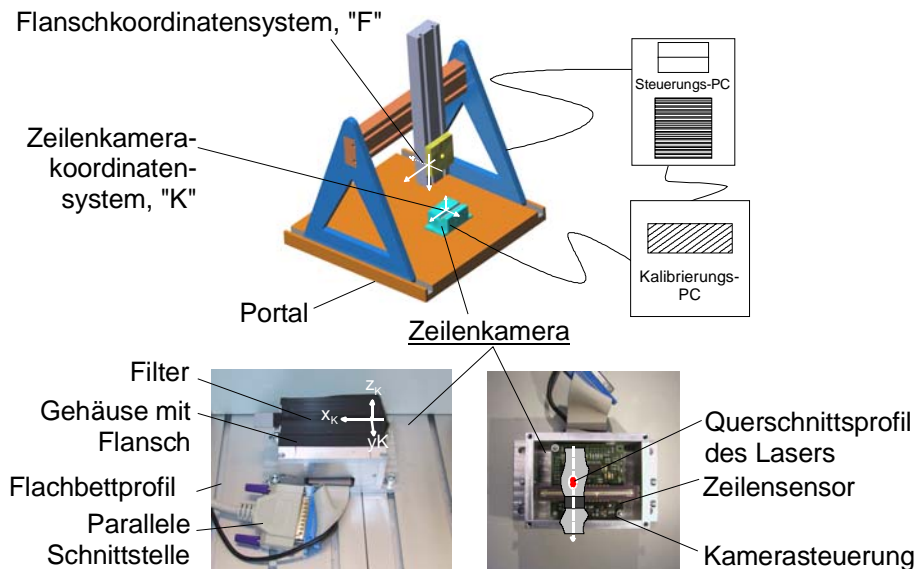 Flanschkoordinatensystem, "F"
Zeilenkamera-
koordinaten-
system, "K"
Steuerungs-PC
Kalibrierungs-
PC
Portal
Zeilenkamera
Filter
Gehäuse mit
Flansch
Flachbettprofil
Parallele
Schnittstelle
zK
xK
yK
Querschnittsprofil
des Lasers
Zeilensensor
Kamerasteuerung